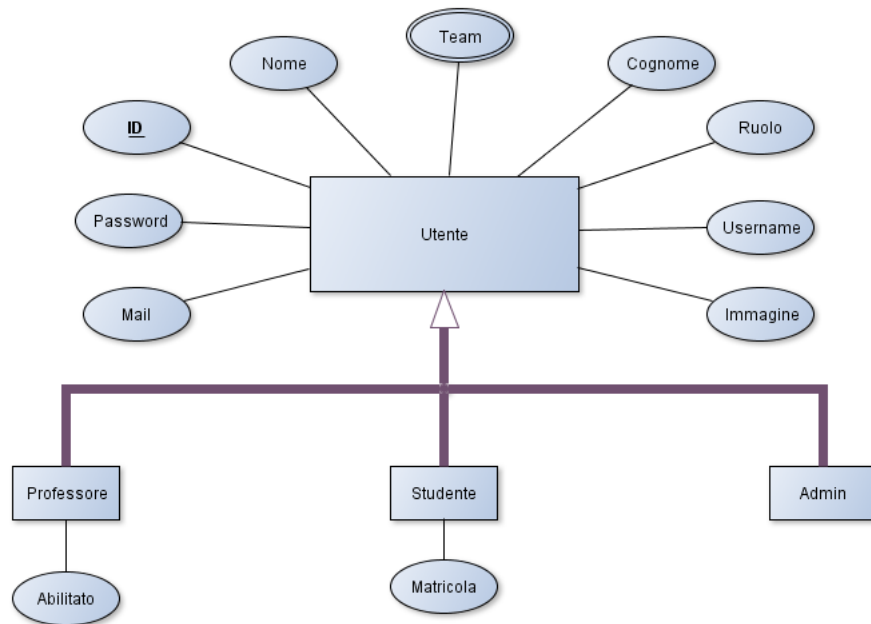 Team
Nome
Cognome
ID
Ruolo
Password
Utente
Username
Mail
Immagine
Professore
Studente
Admin
Abilitato
Matricola